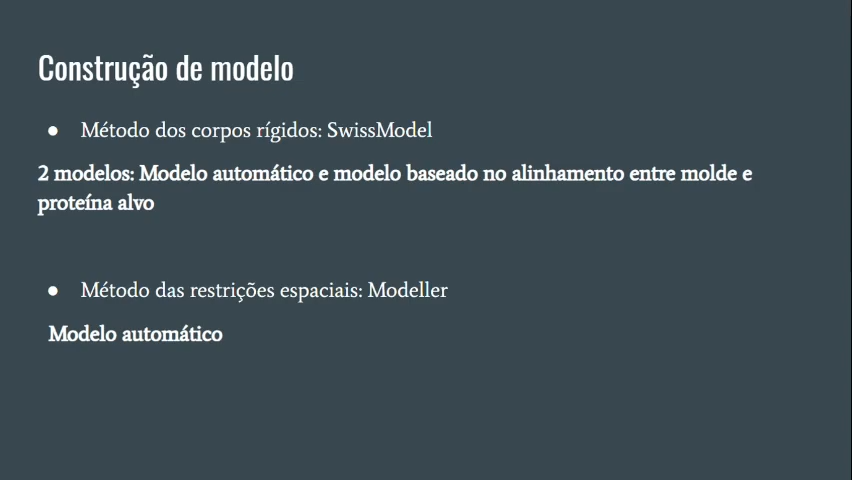 Construção de modelo
● Método dos corpos rígidos: SwissModel
2 modelos: Modelo automático e modelo baseado no alinhamento entre molde e
proteína alvo
● Método das restrições espaciais: Modeller
Modelo automático